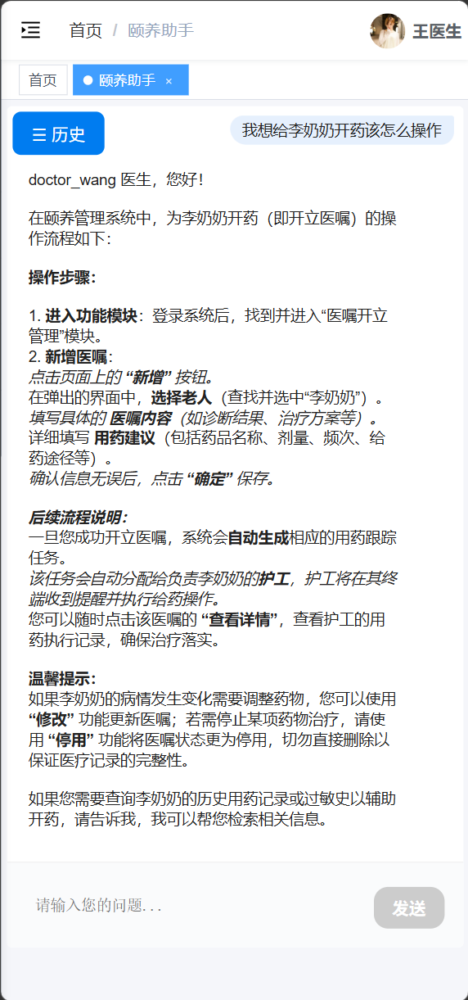 首页 / 颐养助手
王医生
首页
颐养助手 ×
☰ 历史
我想给李奶奶开药该怎么操作
doctor_wang 医生，您好！
在颐养管理系统中，为李奶奶开药（即开立医嘱）的操
作流程如下：
操作步骤：
1. 进入功能模块：登录系统后，找到并进入“医嘱开立
管理”模块。
2. 新增医嘱：
点击页面上的 “新增” 按钮。
在弹出的界面中，选择老人（查找并选中“李奶奶”）。
填写具体的 医嘱内容（如诊断结果、治疗方案等）。
详细填写 用药建议（包括药品名称、剂量、频次、给
药途径等）。
确认信息无误后，点击 “确定” 保存。
后续流程说明：
一旦您成功开立医嘱，系统会自动生成相应的用药跟踪
任务。
该任务会自动分配给负责李奶奶的护工，护工将在其终
端收到提醒并执行给药操作。
您可以随时点击该医嘱的 “查看详情”，查看护工的用
药执行记录，确保治疗落实。
温馨提示：
如果李奶奶的病情发生变化需要调整药物，您可以使用
“修改” 功能更新医嘱；若需停止某项药物治疗，请使
用 “停用” 功能将医嘱状态更为停用，切勿直接删除以
保证医疗记录的完整性。
如果您需要查询李奶奶的历史用药记录或过敏史以辅助
开药，请告诉我，我可以帮您检索相关信息。
请输入您的问题...
发送